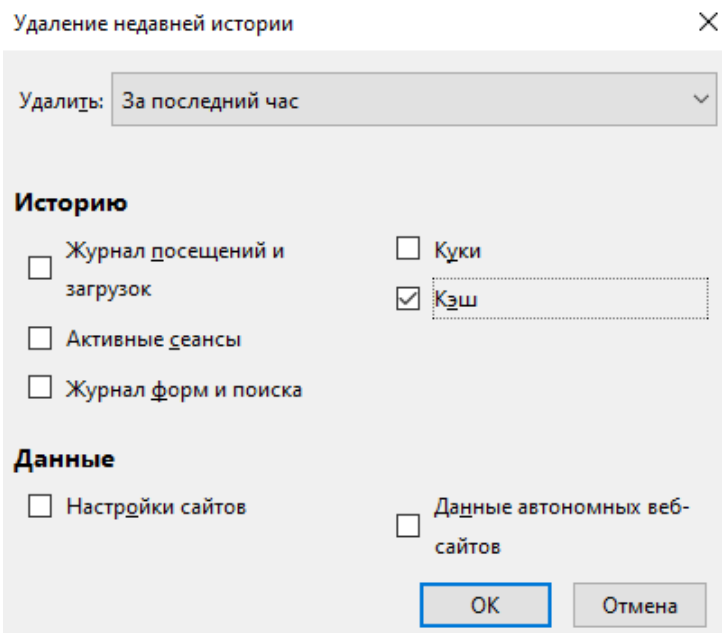 Удаление недавней истории
Удалить: За последний час
Историю
Журнал посещений и
загрузок
Куки
Кэш
Активные сеансы
Журнал форм и поиска
Данные
Настройки сайтов
Данные автономных веб-
сайтов
ОК
Отмена